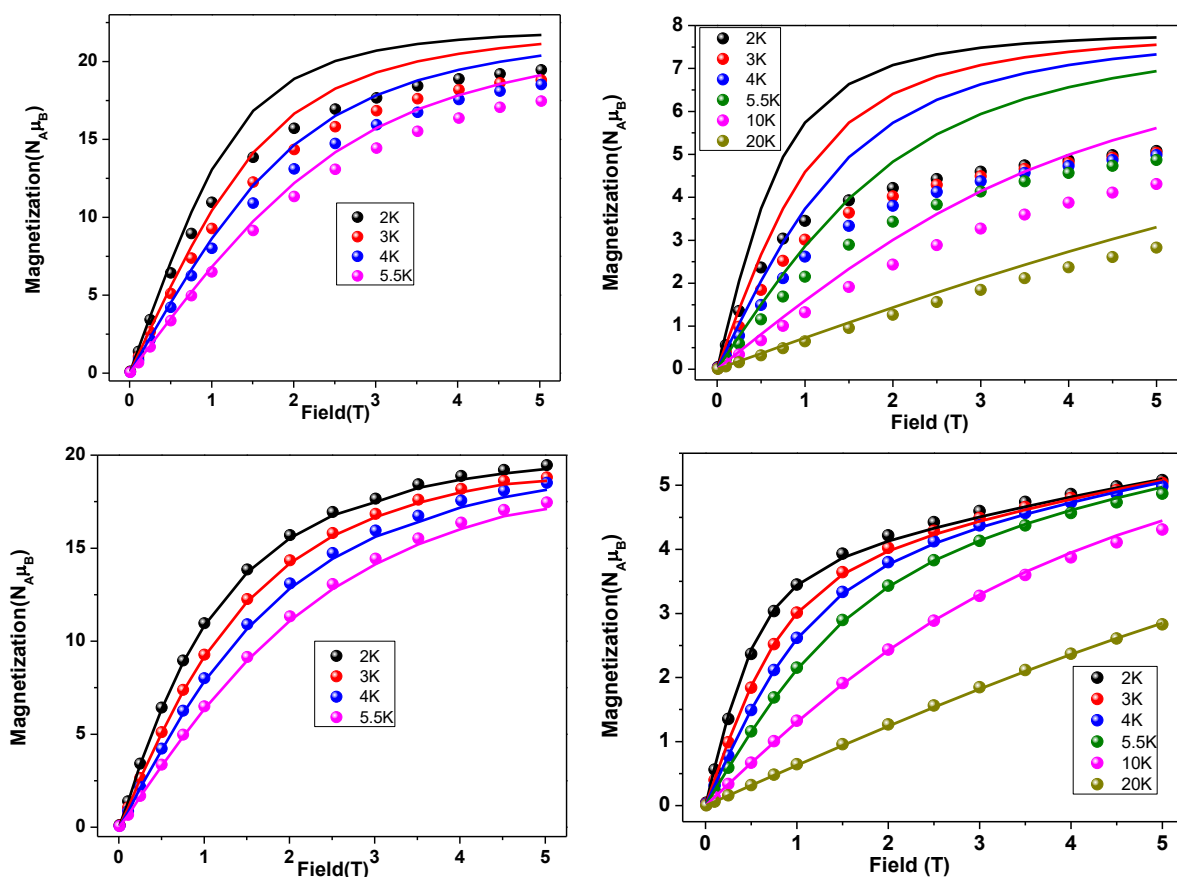 Magnetization(N_Aμ_B)
20
15
10
5
0
2K
3K
4K
5.5K
0 1 2 3 4 5
Field(T)
Magnetization(N_Aμ_B)
8
7
6
5
4
3
2
1
0
2K
3K
4K
5.5K
10K
20K
0 1 2 3 4 5
Field (T)
Magnetization(N_Aμ_B)
20
15
10
5
0
2K
3K
4K
5.5K
0 1 2 3 4 5
Field(T)
Magnetization(N_Aμ_B)
5
4
3
2
1
0
2K
3K
4K
5.5K
10K
20K
0 1 2 3 4 5
Field (T)